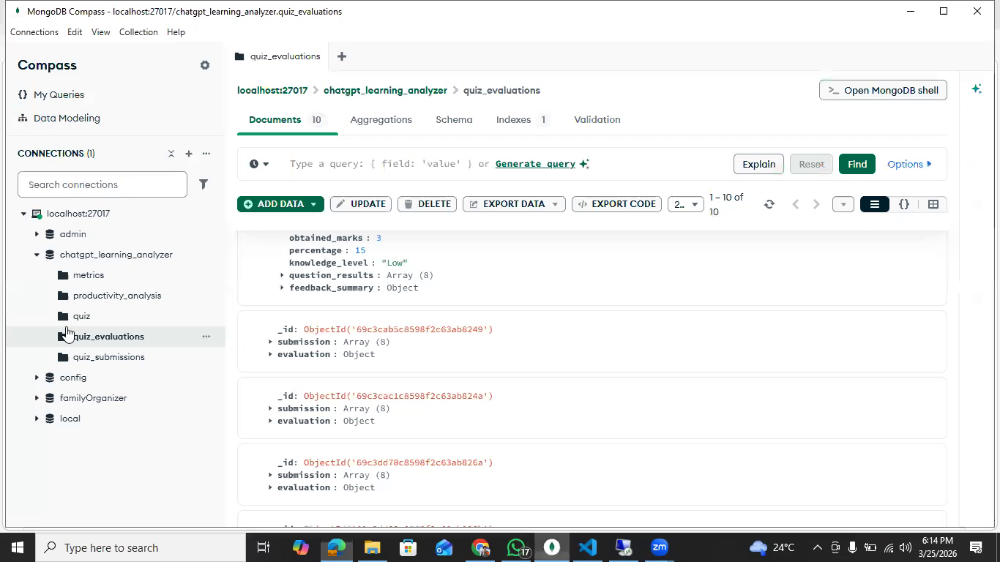 MongoDB Compass - localhost:27017/chatgpt_learning_analyzer.quiz_evaluations
Connections Edit View Collection Help
Compass
{} My Queries
Data Modeling
CONNECTIONS (1)
Search connections
localhost:27017
admin
chatgpt_learning_analyzer
metrics
productivity_analysis
quiz
quiz_evaluations
quiz_submissions
config
familyOrganizer
local
quiz_evaluations
localhost:27017 > chatgpt_learning_analyzer > quiz_evaluations
>_ Open MongoDB shell
Documents 10 Aggregations Schema Indexes 1 Validation
Type a query: { field: 'value' } or Generate query
Explain Reset Find Options
ADD DATA UPDATE DELETE EXPORT DATA </> EXPORT CODE 2.. 1 – 10 of 10
obtained_marks : 3
percentage : 15
knowledge_level : "Low"
question_results : Array (8)
feedback_summary : Object
_id: ObjectId('69c3cab5c8598f2c63ab8249')
submission : Array (8)
evaluation : Object
_id: ObjectId('69c3cac1c8598f2c63ab824a')
submission : Array (8)
evaluation : Object
_id: ObjectId('69c3dd70c8598f2c63ab826a')
submission : Array (8)
evaluation : Object
Type here to search
17
zm
24°C
6:14 PM
3/25/2026